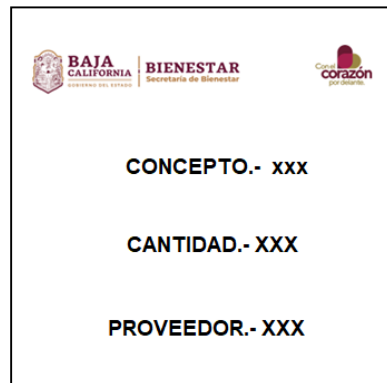 BAJA
CALIFORNIA
GOBIERNO DEL ESTADO
BIENESTAR
Secretaría de Bienestar
Con el
corazón
por delante.
CONCEPTO.- xxx
CANTIDAD.- XXX
PROVEEDOR.- XXX